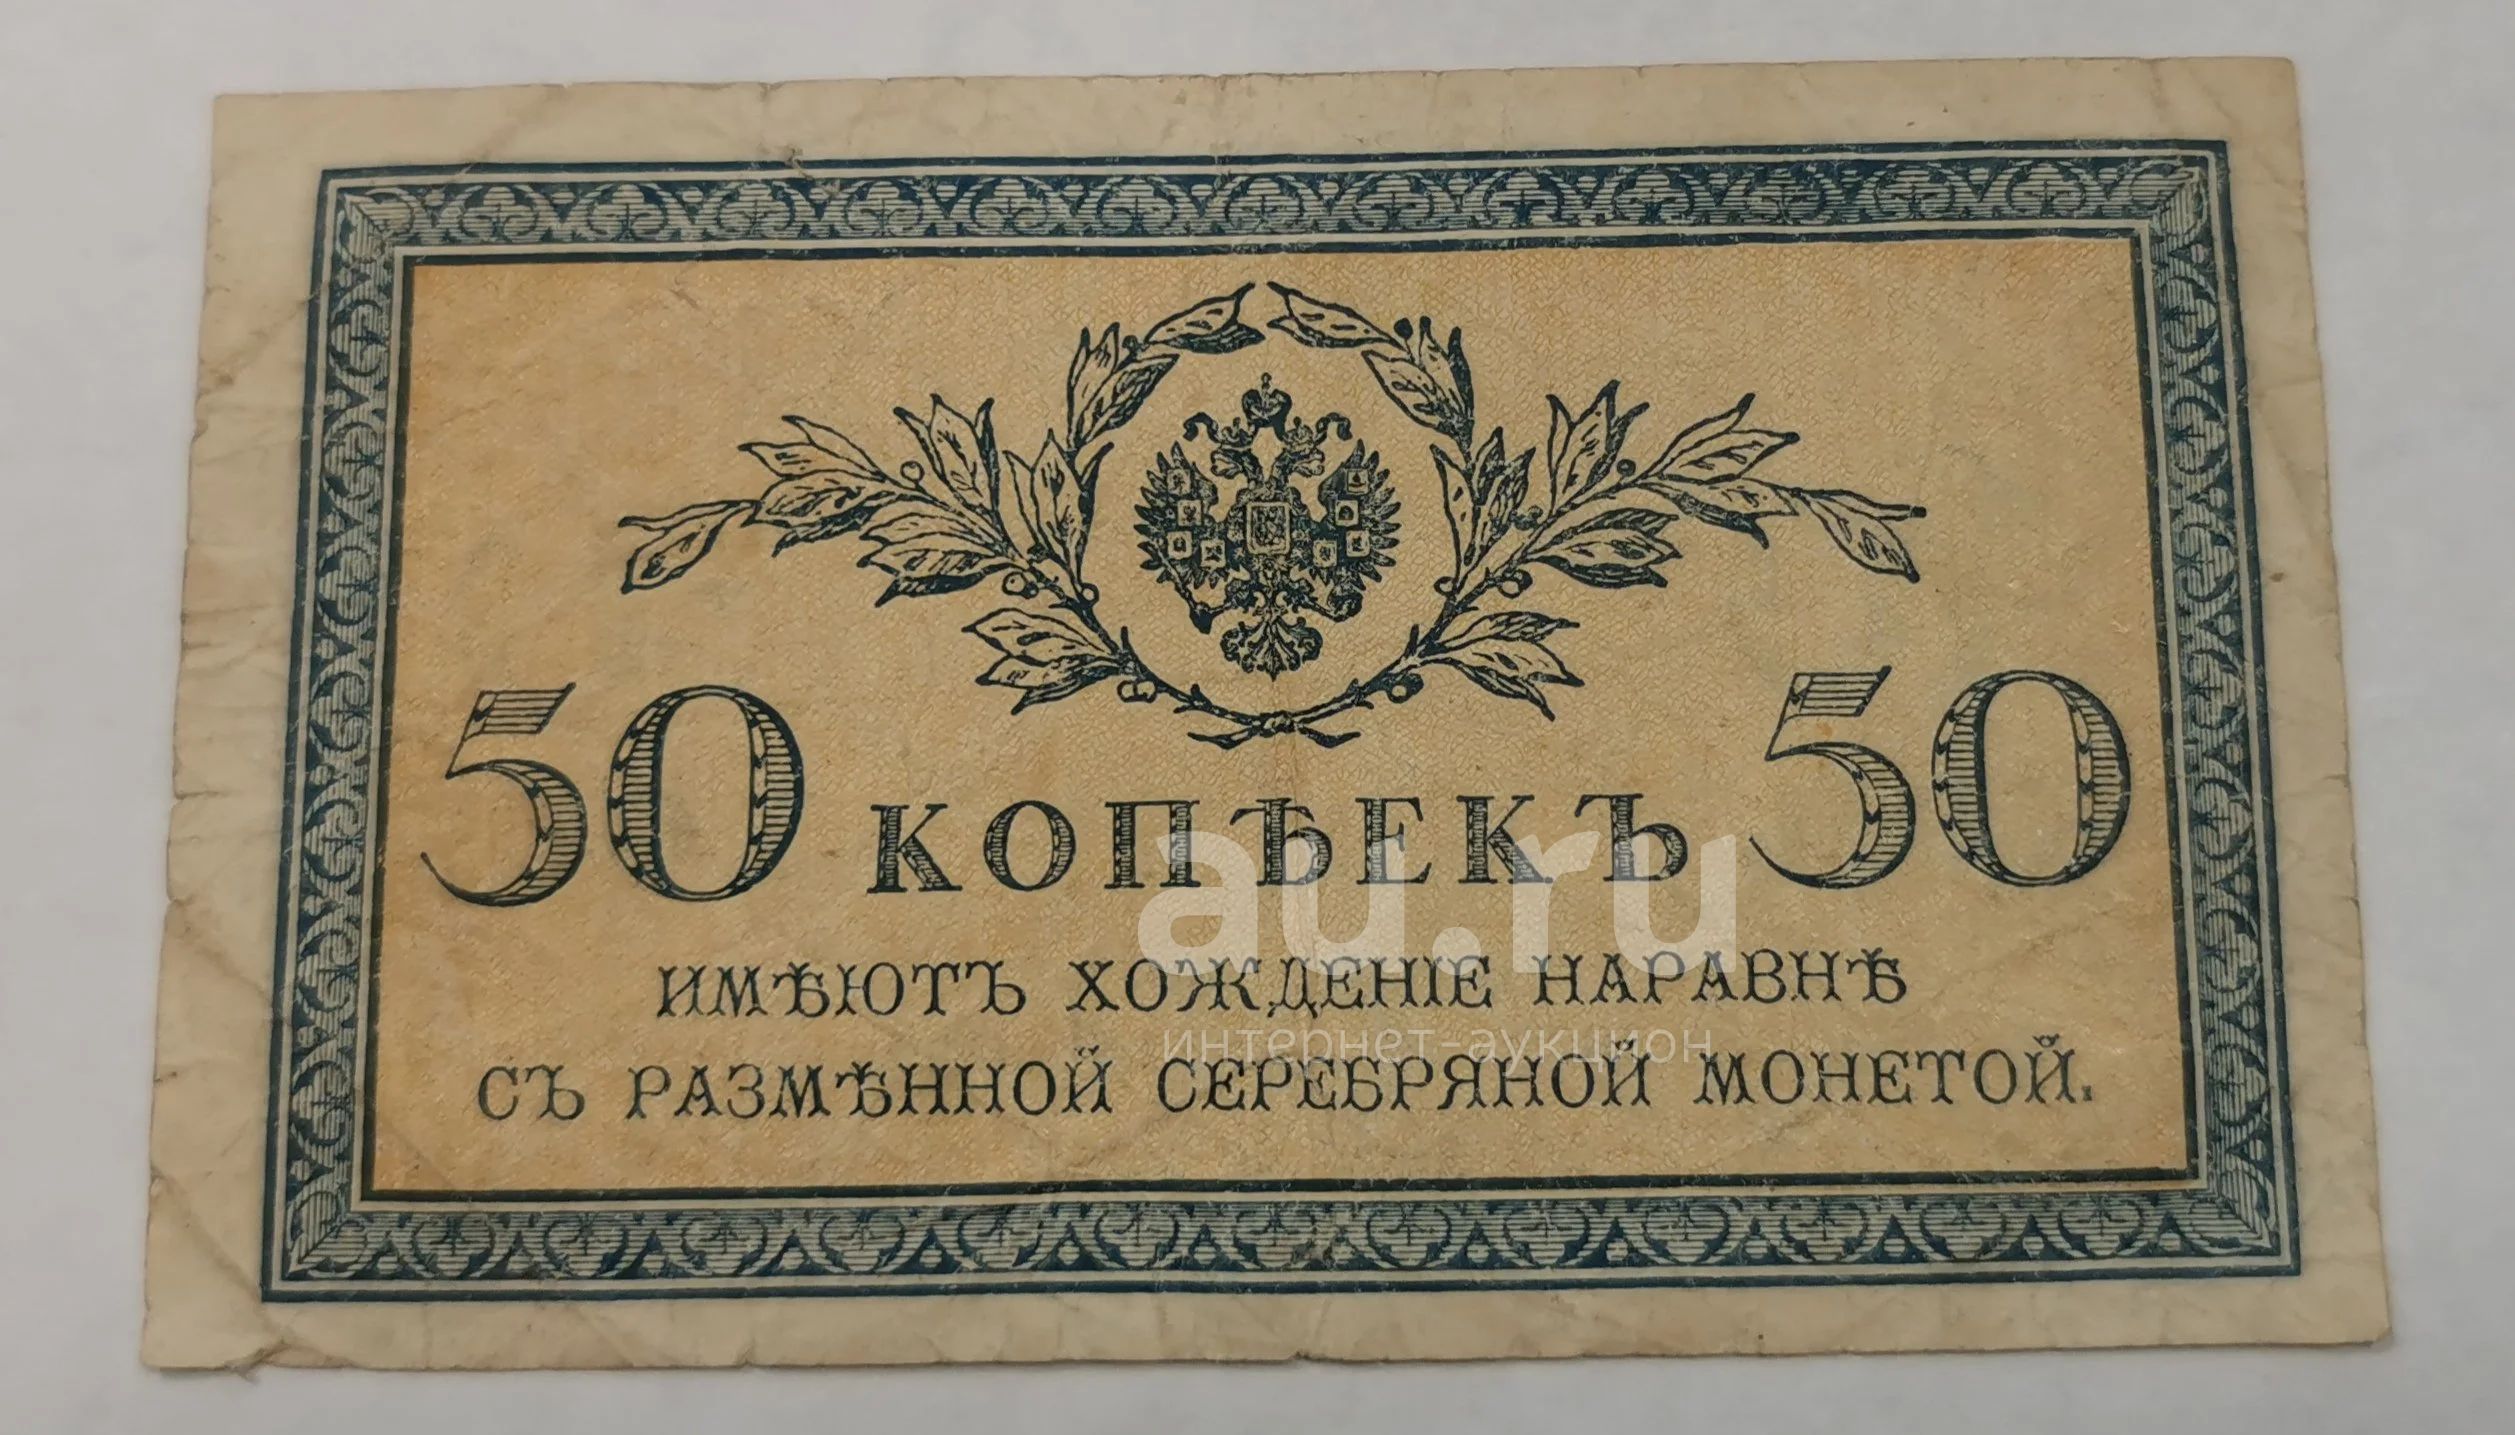 50 КОПѢЕКЪ 50
ИМѢЮТЪ ХОЖДЕНІЕ НАРАВНѢ
СЪ РАЗМѢННОЙ СЕРЕБРЯНОЙ МОНЕТОЙ.
au.ru
интернет-аукцион